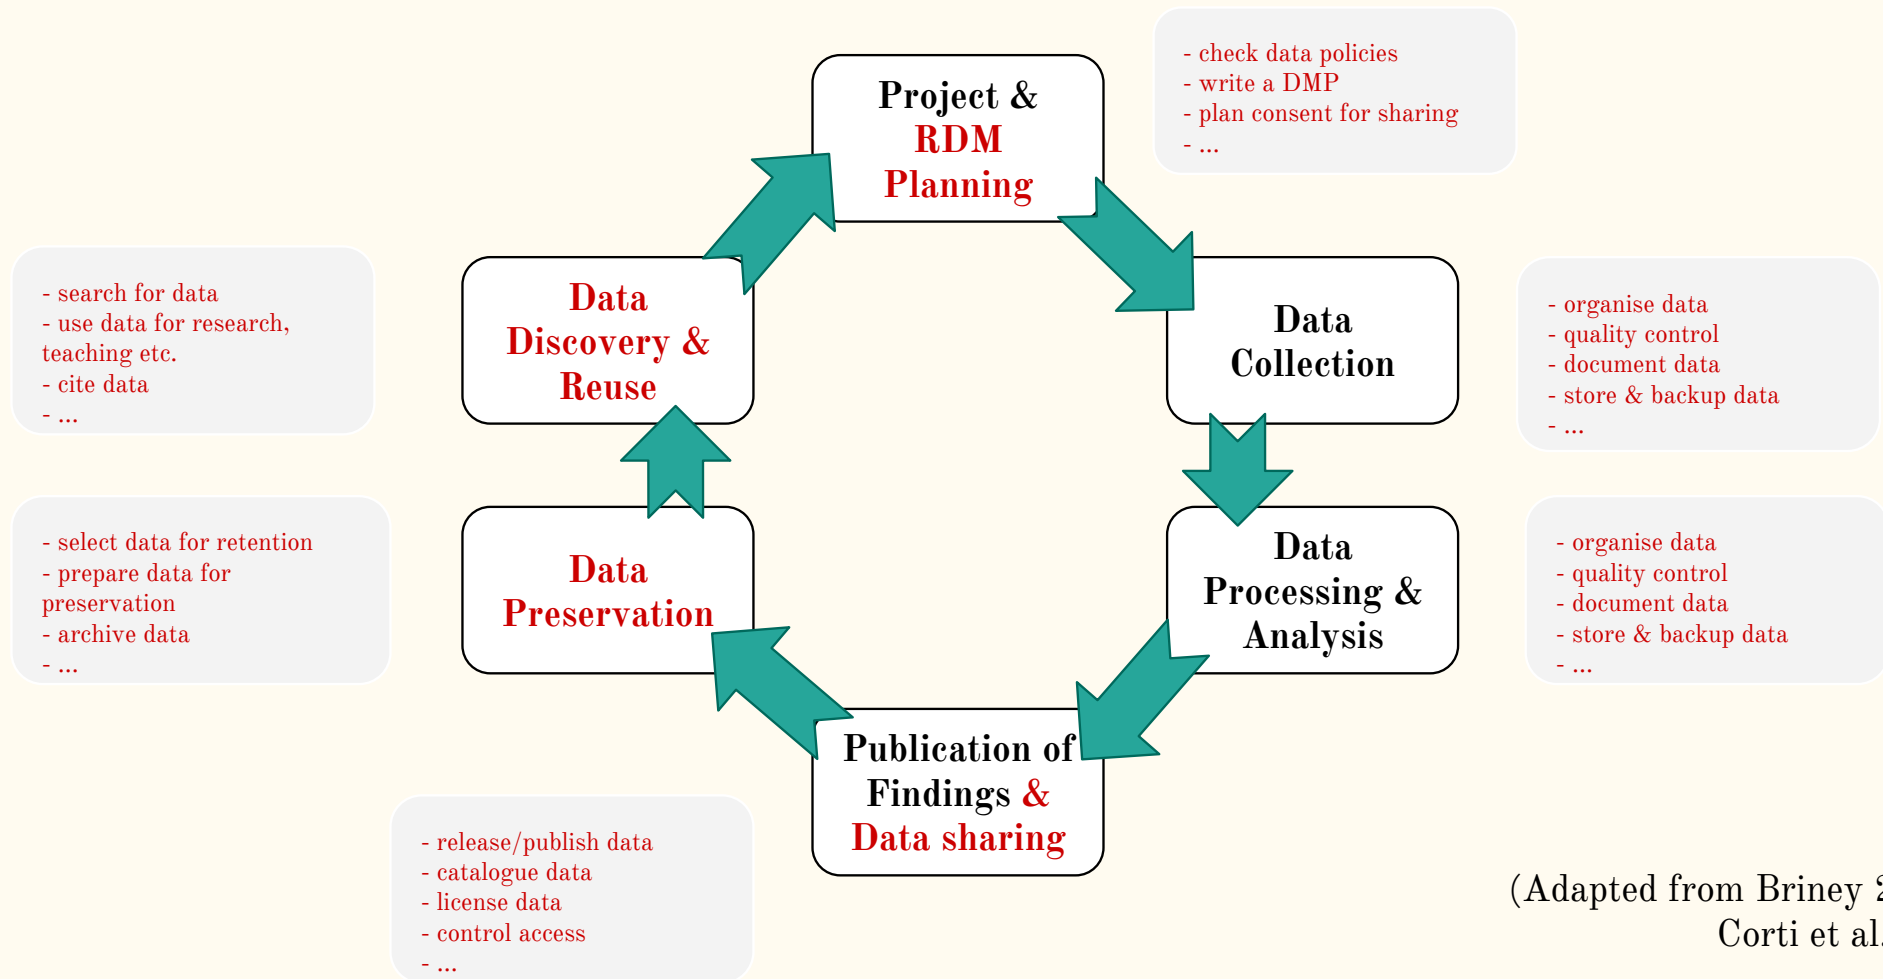 Project &
RDM
Planning
- check data policies
- write a DMP
- plan consent for sharing
- ...
Data
Collection
- organise data
- quality control
- document data
- store & backup data
- ...
Data
Processing &
Analysis
- organise data
- quality control
- document data
- store & backup data
- ...
Publication of
Findings &
Data sharing
- release/publish data
- catalogue data
- license data
- control access
- ...
Data
Preservation
- select data for retention
- prepare data for
preservation
- archive data
- ...
Data
Discovery &
Reuse
- search for data
- use data for research,
teaching etc.
- cite data
- ...
(Adapted from Briney
Corti et al.